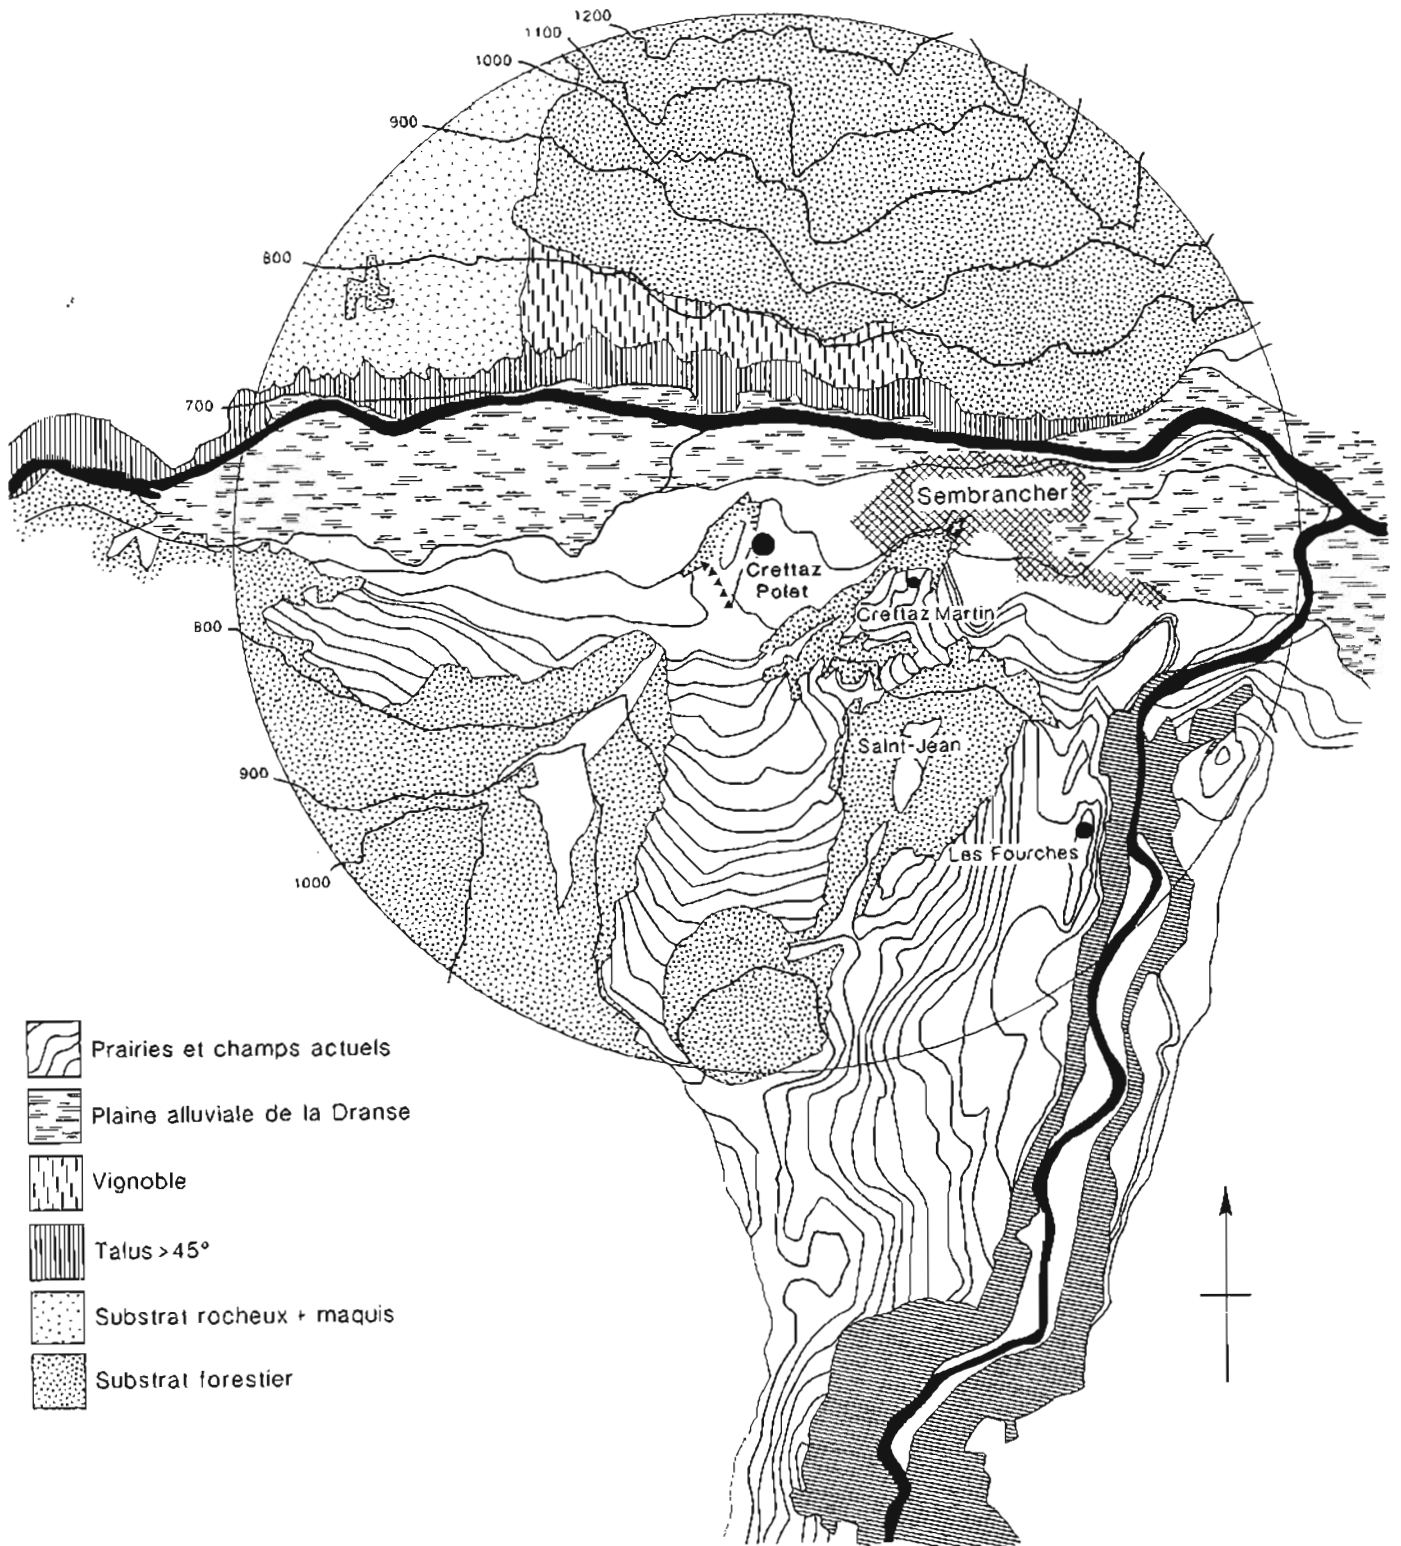 1200
1100
1000
900
800
700
Sembrancher
Crettaz
Polet
Crettaz Martin
800
Saint-Jean
900
Les Fourches
1000
Prairies et champs actuels
Plaine alluviale de la Dranse
Vignoble
Talus >45°
Substrat rocheux + maquis
Substrat forestier